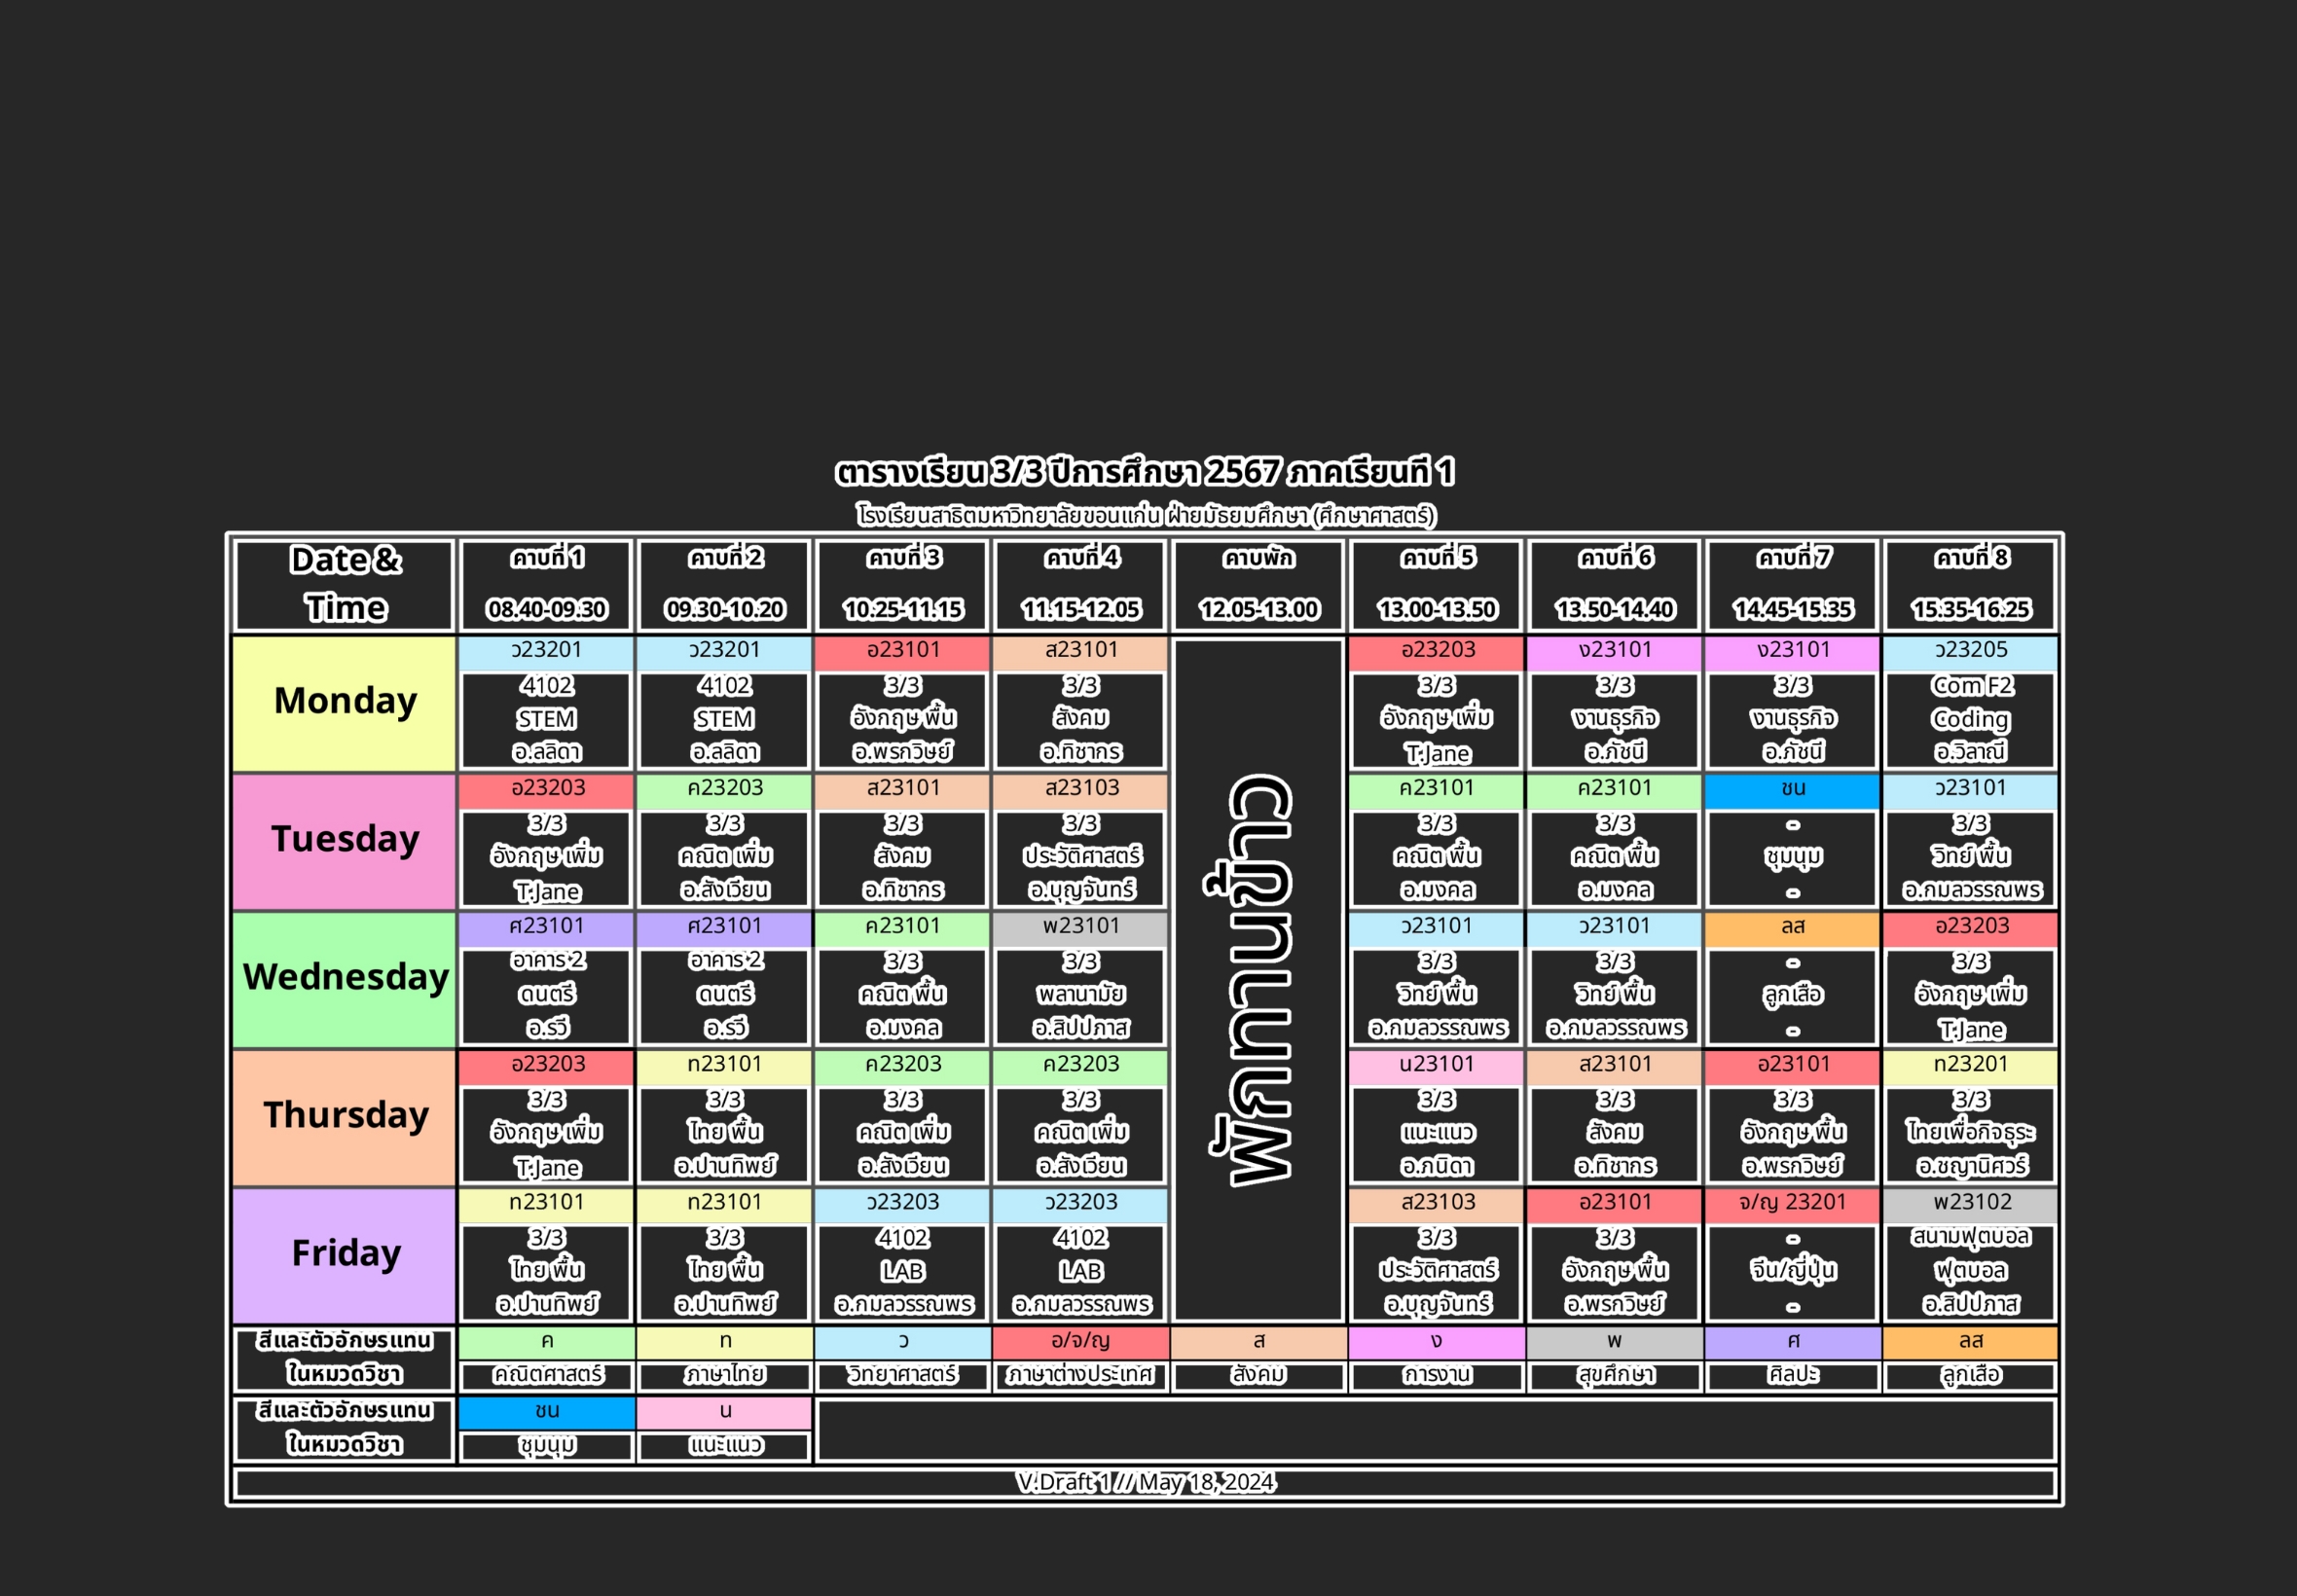 ตารางเรียน 3/3 ปีการศึกษา 2567 ภาคเรียนที่ 1
โรงเรียนสาธิตมหาวิทยาลัยขอนแก่น ฝ่ายมัธยมศึกษา (ศึกษาศาสตร์)
Date & คาบที่ 1 คาบที่ 2 คาบที่ 3 คาบที่ 4 คาบพัก คาบที่ 5 คาบที่ 6 คาบที่ 7 คาบที่ 8
Time 08.40-09.30 09.30-10.20 10.25-11.15 11.15-12.05 12.05-13.00 13.00-13.50 13.50-14.40 14.45-15.35 15.35-16.25
Monday
ว23201 ว23201 อ23101 ส23101 อ23203 ง23101 ง23101 ว23205
4102 4102 3/3 3/3 3/3 3/3 3/3 Com F2
STEM STEM อังกฤษ พื้น สังคม อังกฤษ เพิ่ม งานธุรกิจ งานธุรกิจ Coding
อ.ลลิดา อ.ลลิดา อ.พรกวิษย์ อ.ทิชากร T.Jane อ.ภัชนี อ.ภัชนี อ.วิลาณี
พักทานข้าว
Tuesday
อ23203 ค23203 ส23101 ส23103 ค23101 ค23101 ชน ว23101
3/3 3/3 3/3 3/3 3/3 3/3 - 3/3
อังกฤษ เพิ่ม คณิต เพิ่ม สังคม ประวัติศาสตร์ คณิต พื้น คณิต พื้น ชุมนุม วิทย์ พื้น
T.Jane อ.สังเวียน อ.ทิชากร อ.บุญจันทร์ อ.มงคล อ.มงคล - อ.กมลวรรณพร
Wednesday
ศ23101 ศ23101 ค23101 พ23101 ว23101 ว23101 ลส อ23203
อาคาร 2 อาคาร 2 3/3 3/3 3/3 3/3 - 3/3
ดนตรี ดนตรี คณิต พื้น พลานามัย วิทย์ พื้น วิทย์ พื้น ลูกเสือ อังกฤษ เพิ่ม
อ.รวี อ.รวี อ.มงคล อ.สิปปภาส อ.กมลวรรณพร อ.กมลวรรณพร - T.Jane
Thursday
อ23203 ท23101 ค23203 ค23203 น23101 ส23101 อ23101 ท23201
3/3 3/3 3/3 3/3 3/3 3/3 3/3 3/3
อังกฤษ เพิ่ม ไทย พื้น คณิต เพิ่ม คณิต เพิ่ม แนะแนว สังคม อังกฤษ พื้น ไทยเพื่อกิจธุระ
T.Jane อ.ปานทิพย์ อ.สังเวียน อ.สังเวียน อ.ภนิดา อ.ทิชากร อ.พรกวิษย์ อ.ชญานิศวร์
Friday
ท23101 ท23101 ว23203 ว23203 ส23103 อ23101 จ/ญ 23201 พ23102
3/3 3/3 4102 4102 3/3 3/3 - สนามฟุตบอล
ไทย พื้น ไทย พื้น LAB LAB ประวัติศาสตร์ อังกฤษ พื้น จีน/ญี่ปุ่น ฟุตบอล
อ.ปานทิพย์ อ.ปานทิพย์ อ.กมลวรรณพร อ.กมลวรรณพร อ.บุญจันทร์ อ.พรกวิษย์ - อ.สิปปภาส
สีและตัวอักษรแทน ค ท ว อ/จ/ญ ส ง พ ศ ลส
ในหมวดวิชา คณิตศาสตร์ ภาษาไทย วิทยาศาสตร์ ภาษาต่างประเทศ สังคม การงาน สุขศึกษา ศิลปะ ลูกเสือ
สีและตัวอักษรแทน ชน น
ในหมวดวิชา ชุมนุม แนะแนว
V.Draft 1 // May 18, 2024